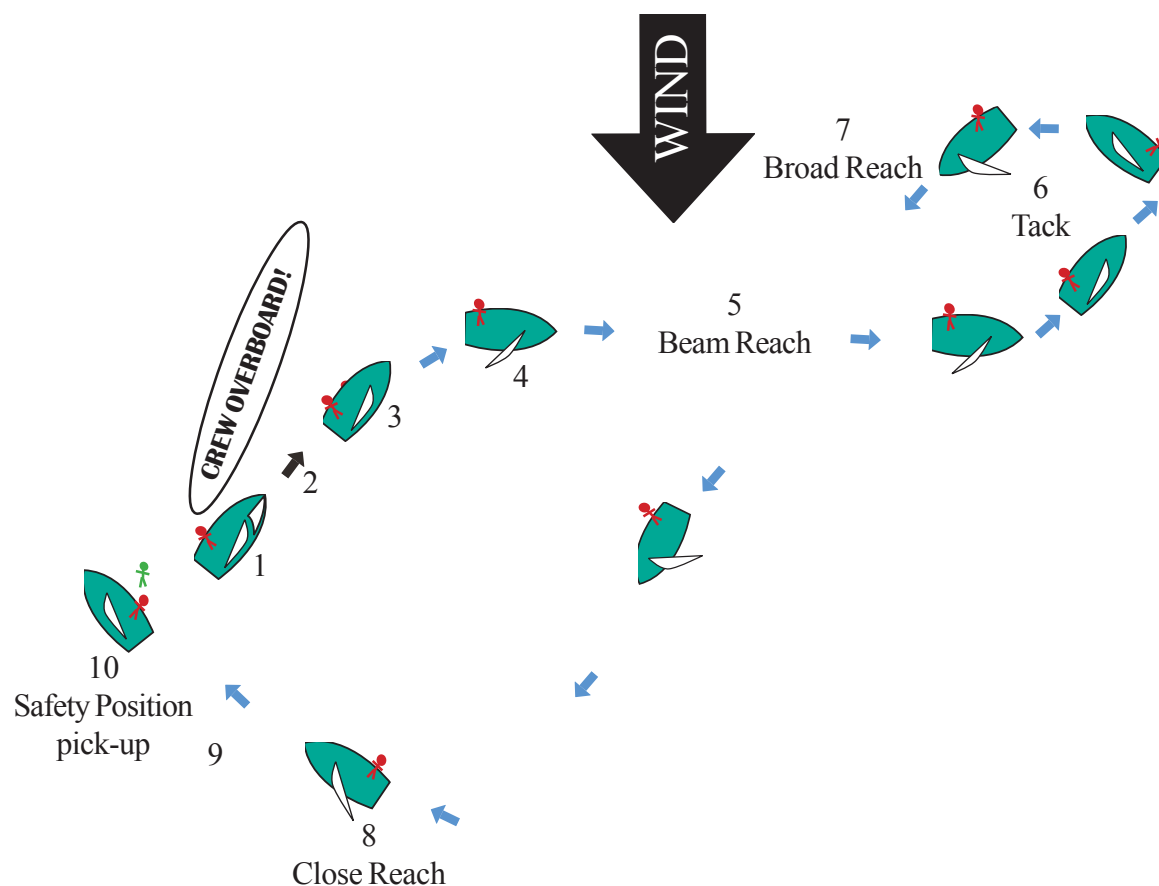 WIND
7
Broad Reach
6
Tack
CREW OVERBOARD!
5
Beam Reach
4
3
2
1
10
Safety Position
pick-up
9
8
Close Reach